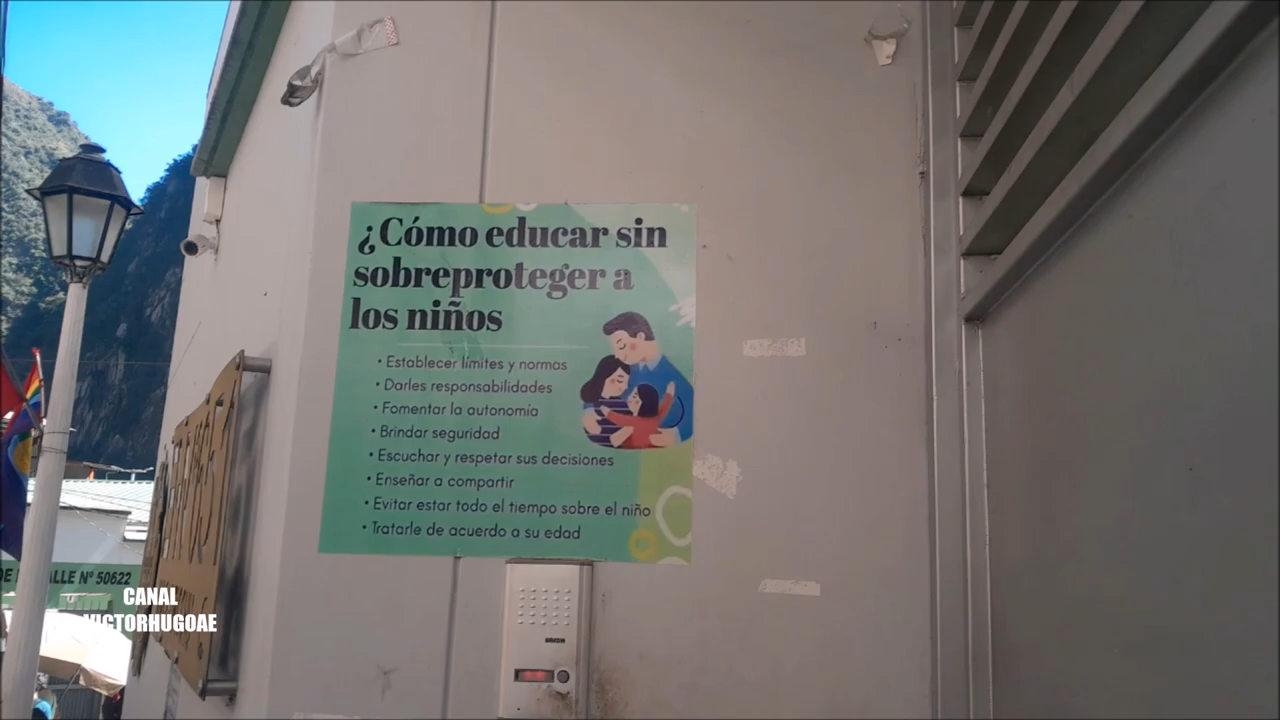 ¿Cómo educar sin
sobreproteger a
los niños
• Establecer límites y normas
• Darles responsabilidades
• Fomentar la autonomía
• Brindar seguridad
• Escuchar y respetar sus decisiones
• Enseñar a compartir
• Evitar estar todo el tiempo sobre el niño
• Tratarle de acuerdo a su edad
DE ALLE Nº 50622
CANAL
VICTORHUGOAE